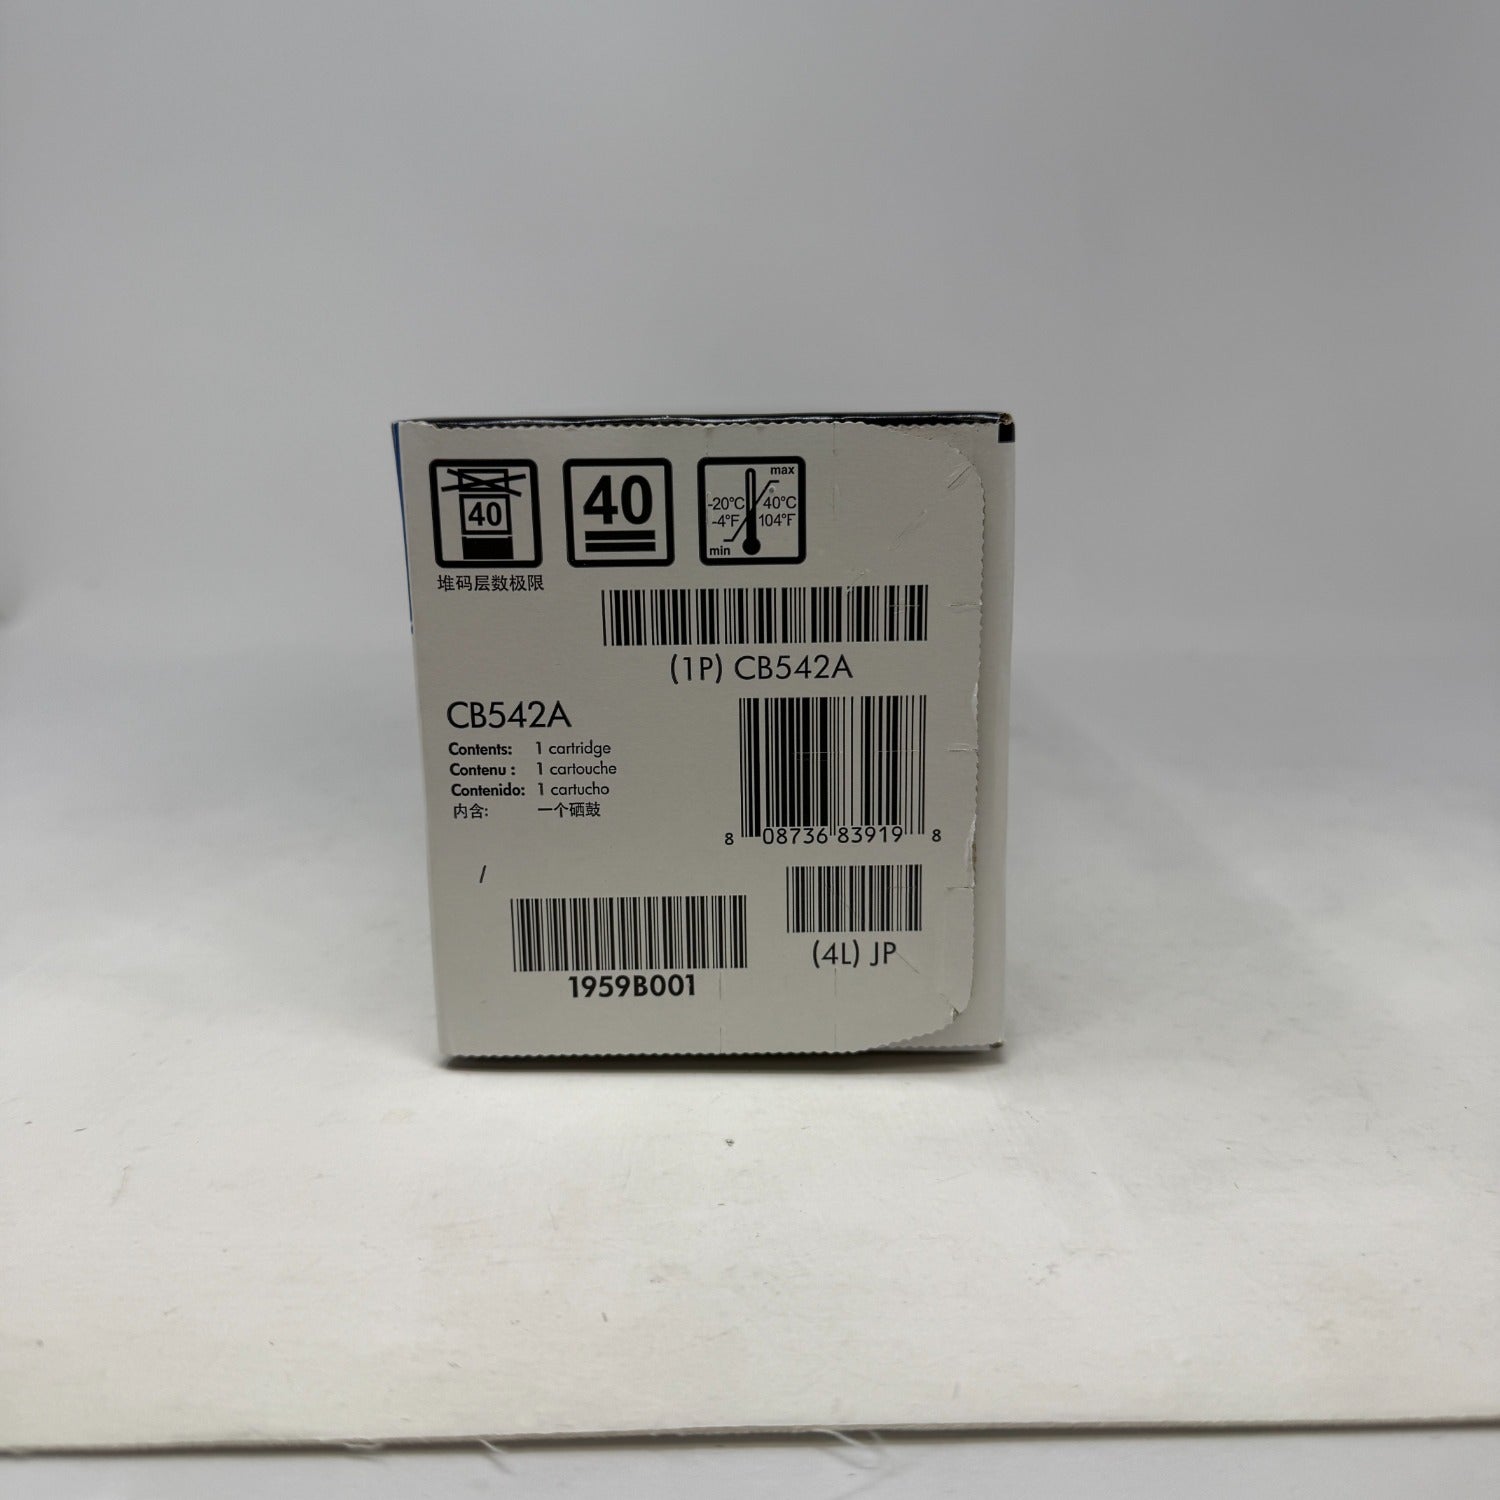 40
40
max
-20°C 40°C
-4°F 104°F
min
堆码层数极限
(1P) CB542A
CB542A
Contents: 1 cartridge
Contenu : 1 cartouche
Contenido: 1 cartucho
内含: 一个硒鼓
8 08736 83919 8
/
1959B001
(4L) JP